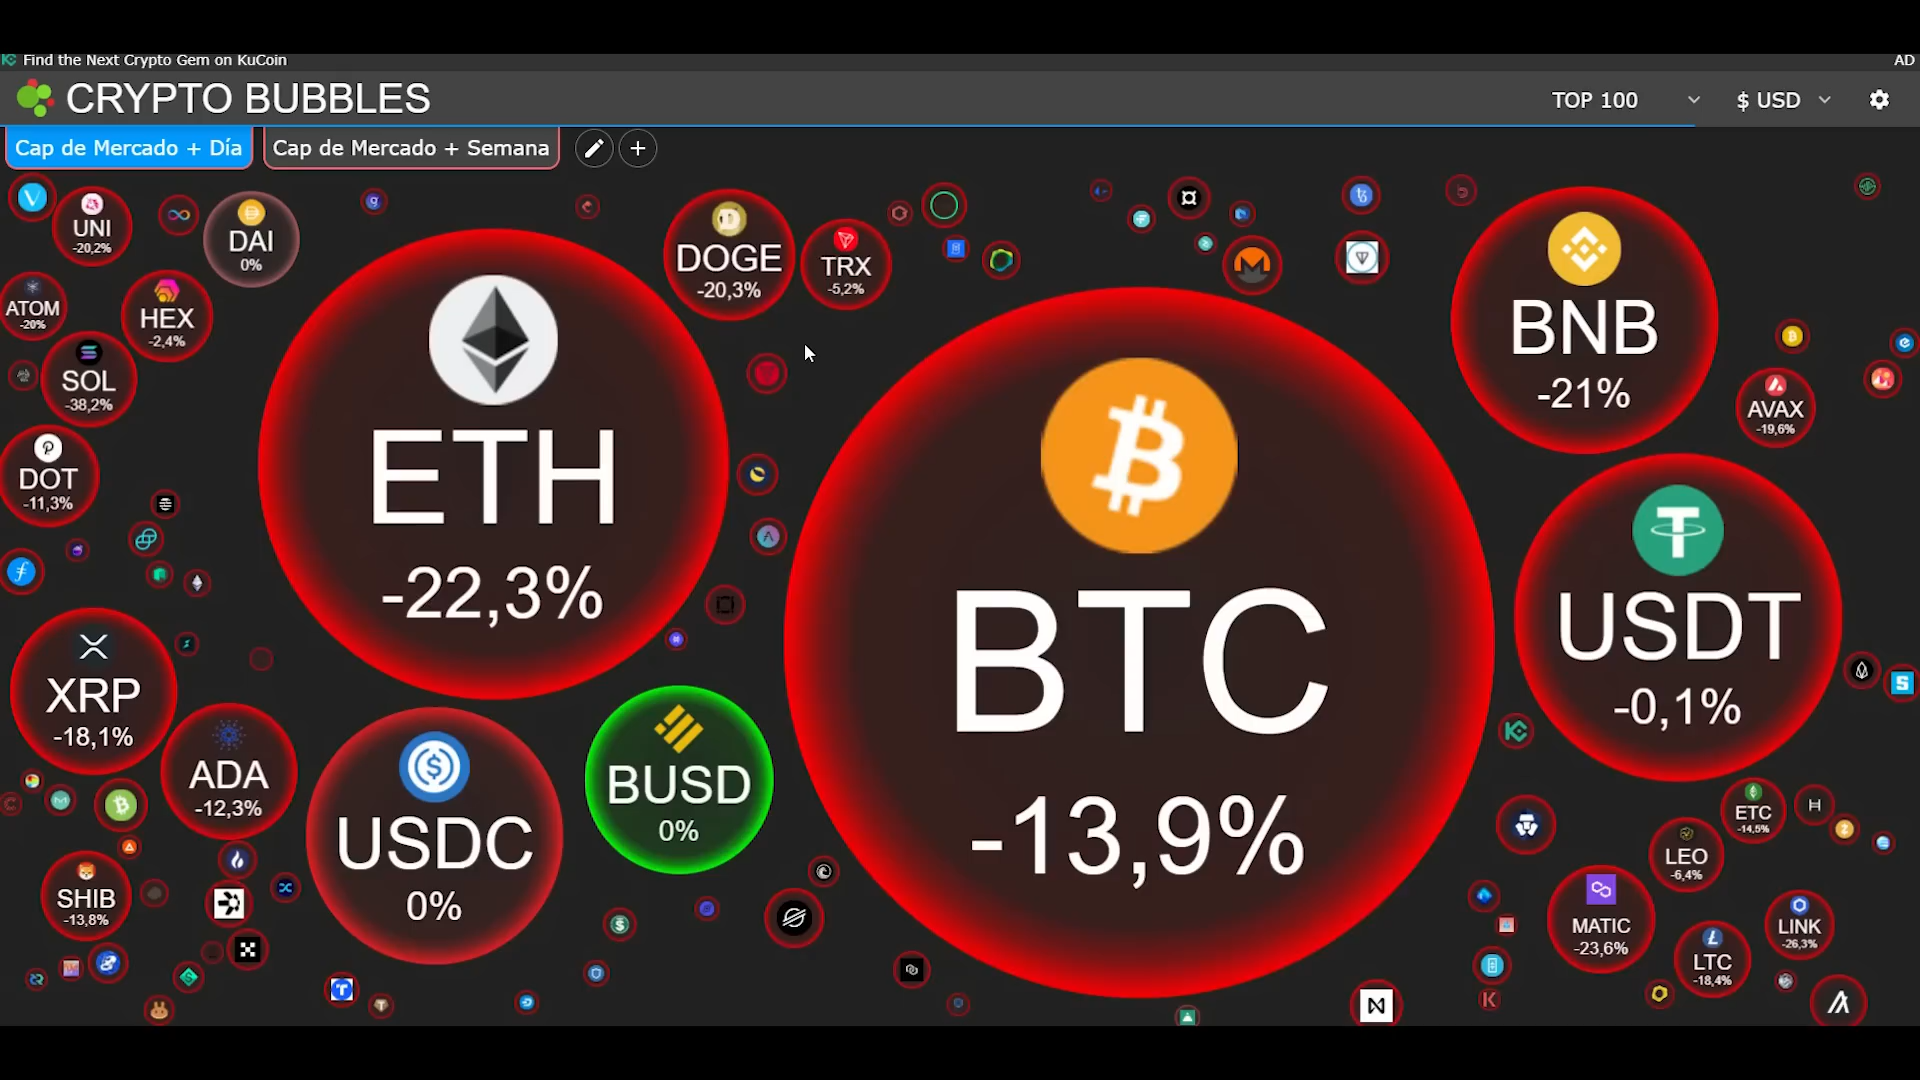 Find the Next Crypto Gem on KuCoin
AD
CRYPTO BUBBLES
TOP 100
$ USD
Cap de Mercado + Día
Cap de Mercado + Semana
UNI
-20,2%
DAI
0%
ATOM
-20%
HEX
-2,4%
SOL
-38,2%
DOT
-11,3%
ETH
-22,3%
DOGE
-20,3%
TRX
-5,2%
BTC
-13,9%
BNB
-21%
AVAX
-19,6%
USDT
-0,1%
XRP
-18,1%
ADA
-12,3%
USDC
0%
BUSD
0%
SHIB
-13,8%
ETC
-14,5%
LEO
-6,4%
MATIC
-23,6%
LTC
-18,4%
LINK
-26,3%